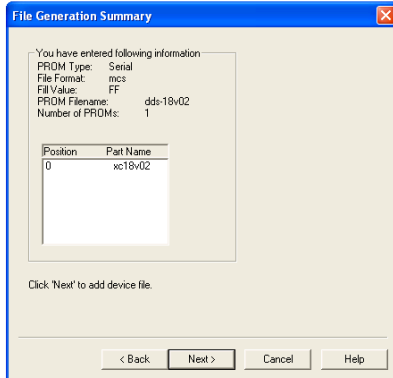 File Generation Summary
You have entered following information
PROM Type: Serial
File Format: mcs
Fill Value: FF
PROM Filename: dds-18v02
Number of PROMs: 1
Position Part Name
0 xc18v02
Click 'Next' to add device file.
< Back Next > Cancel Help